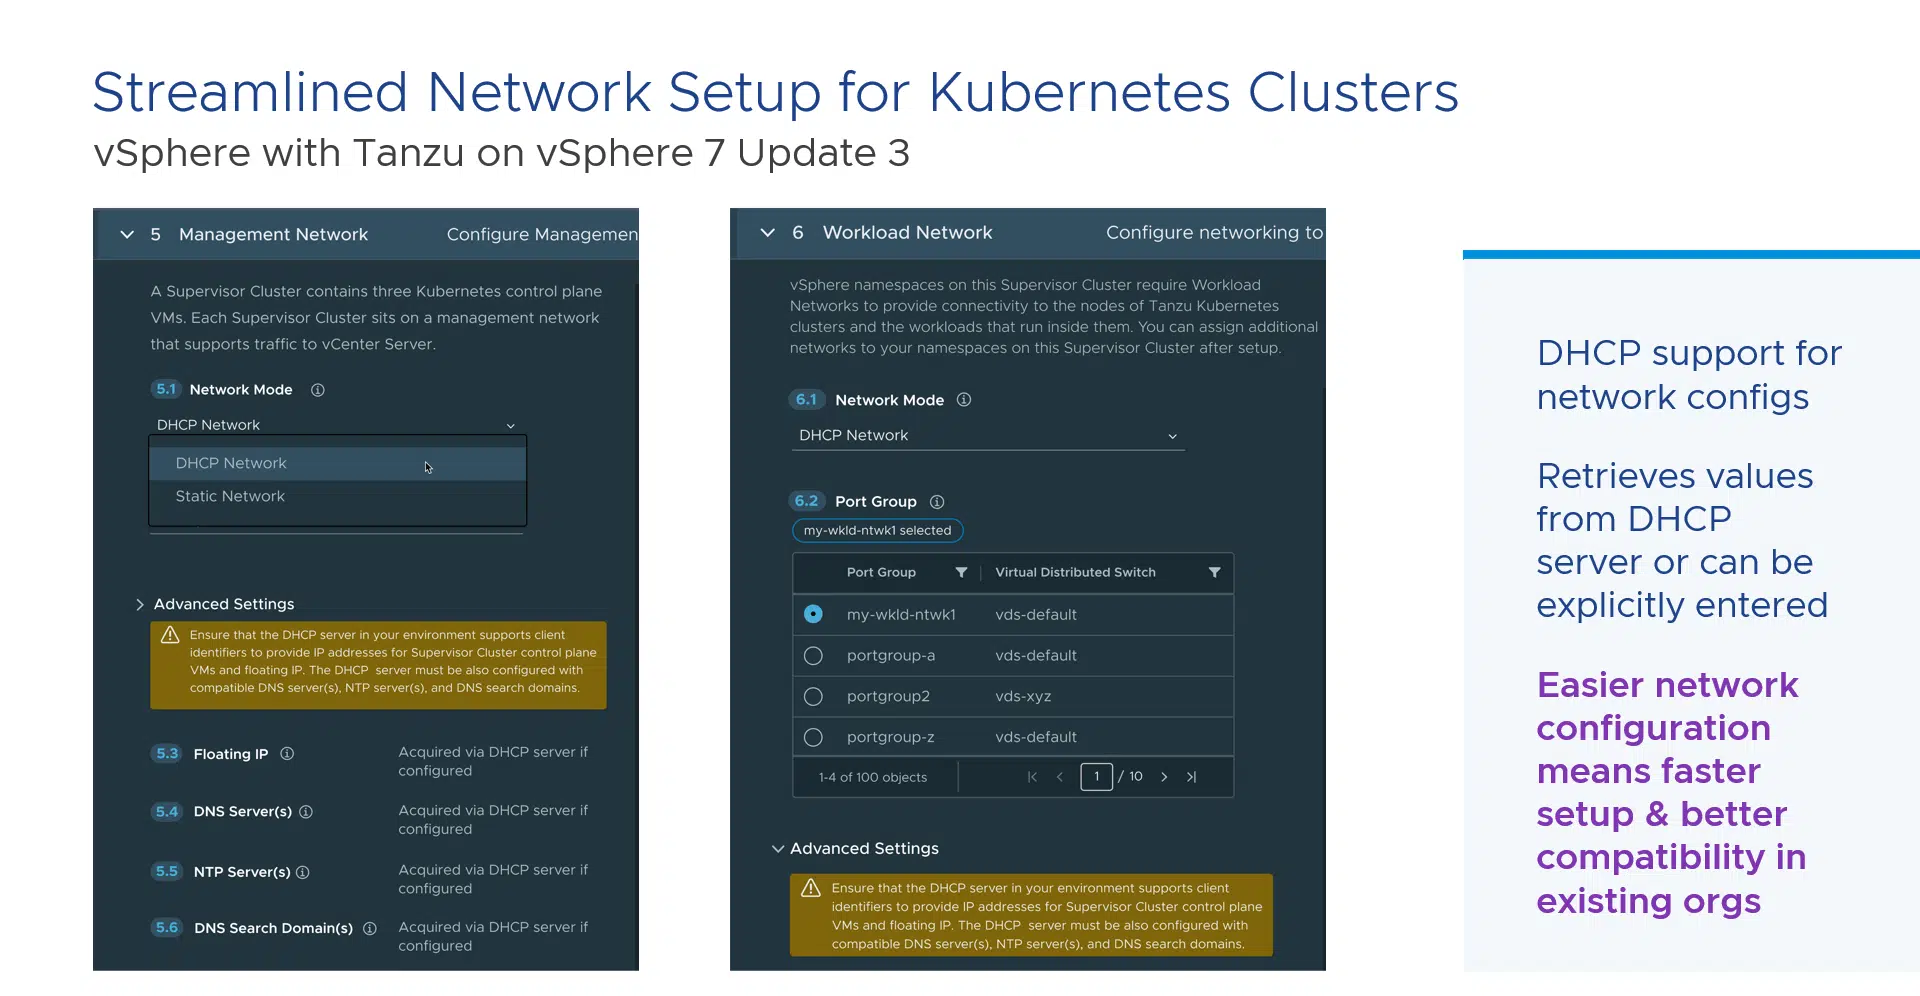 Streamlined Network Setup for Kubernetes Clusters
vSphere with Tanzu on vSphere 7 Update 3
5 Management Network Configure Managemen
A Supervisor Cluster contains three Kubernetes control plane
VMs. Each Supervisor Cluster sits on a management network
that supports traffic to vCenter Server.
5.1 Network Mode
DHCP Network
DHCP Network
Static Network
Advanced Settings
Ensure that the DHCP server in your environment supports client
identifiers to provide IP addresses for Supervisor Cluster control plane
VMs and floating IP. The DHCP server must be also configured with
compatible DNS server(s), NTP server(s), and DNS search domains.
5.3 Floating IP Acquired via DHCP server if
configured
5.4 DNS Server(s) Acquired via DHCP server if
configured
5.5 NTP Server(s) Acquired via DHCP server if
configured
5.6 DNS Search Domain(s) Acquired via DHCP server if
configured
6 Workload Network Configure networking to
vSphere namespaces on this Supervisor Cluster require Workload
Networks to provide connectivity to the nodes of Tanzu Kubernetes
clusters and the workloads that run inside them. You can assign additional
networks to your namespaces on this Supervisor Cluster after setup.
6.1 Network Mode
DHCP Network
6.2 Port Group
my-wkld-ntwk1 selected
Port Group Virtual Distributed Switch
my-wkld-ntwk1 vds-default
portgroup-a vds-default
portgroup2 vds-xyz
portgroup-z vds-default
1-4 of 100 objects 1 / 10
Advanced Settings
Ensure that the DHCP server in your environment supports client
identifiers to provide IP addresses for Supervisor Cluster control plane
VMs and floating IP. The DHCP server must be also configured with
compatible DNS server(s), NTP server(s), and DNS search domains.
DHCP support for
network configs
Retrieves values
from DHCP
server or can be
explicitly entered
Easier network
configuration
means faster
setup & better
compatibility in
existing orgs